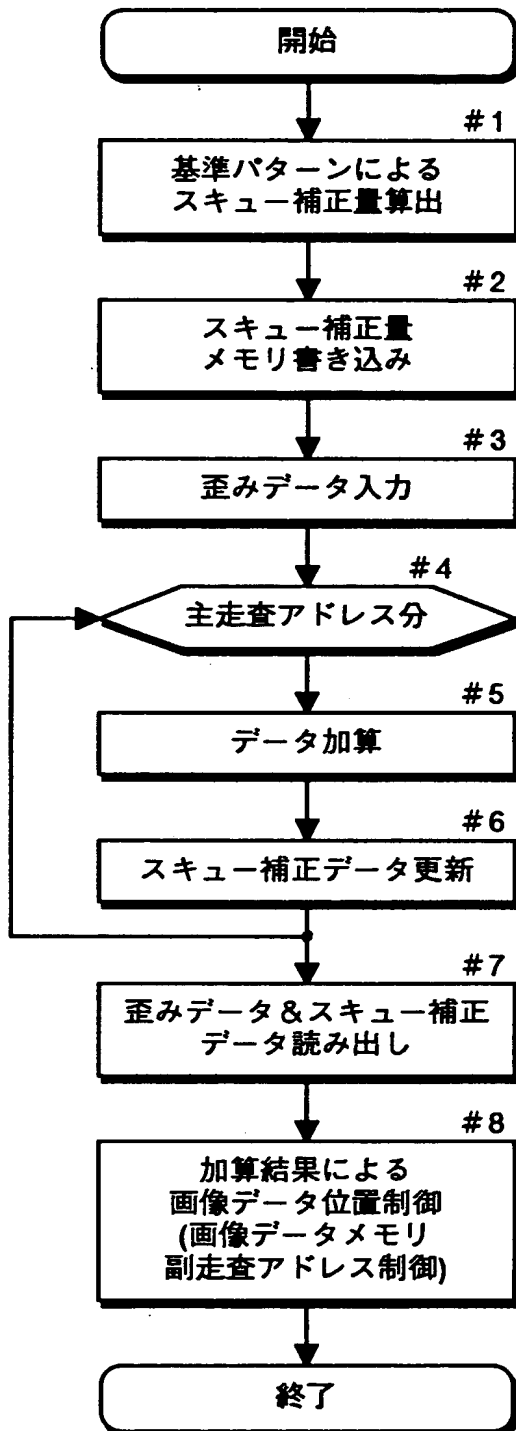 開始
#1
基準パターンによる
スキュー補正量算出
#2
スキュー補正量
メモリ書き込み
#3
歪みデータ入力
#4
主走査アドレス分
#5
データ加算
#6
スキュー補正データ更新
#7
歪みデータ&スキュー補正
データ読み出し
#8
加算結果による
画像データ位置制御
(画像データメモリ
副走査アドレス制御)
終了